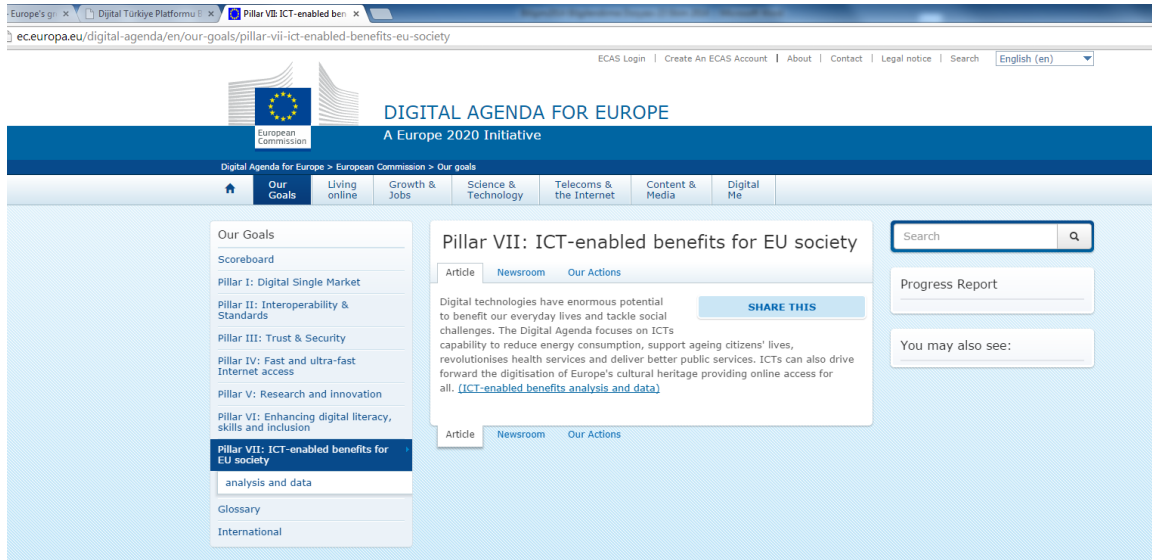 Europe's gr
Dijital Türkiye Platformu E
Pillar VII: ICT-enabled ben
ec.europa.eu/digital-agenda/en/our-goals/pillar-vii-ict-enabled-benefits-eu-society
ECAS Login | Create An ECAS Account | About | Contact | Legal notice | Search English (en)
European
Commission
DIGITAL AGENDA FOR EUROPE
A Europe 2020 Initiative
Digital Agenda for Europe > European Commission > Our goals
Our Goals
Living online
Growth & Jobs
Science & Technology
Telecoms & the Internet
Content & Media
Digital Me
Our Goals
Scoreboard
Pillar I: Digital Single Market
Pillar II: Interoperability &
Standards
Pillar III: Trust & Security
Pillar IV: Fast and ultra-fast
Internet access
Pillar V: Research and innovation
Pillar VI: Enhancing digital literacy,
skills and inclusion
Pillar VII: ICT-enabled benefits for
EU society
analysis and data
Glossary
International
Pillar VII: ICT-enabled benefits for EU society
Article Newsroom Our Actions
SHARE THIS
Digital technologies have enormous potential
to benefit our everyday lives and tackle social
challenges. The Digital Agenda focuses on ICTs
capability to reduce energy consumption, support ageing citizens' lives,
revolutionises health services and deliver better public services. ICTs can also drive
forward the digitisation of Europe's cultural heritage providing online access for
all. (ICT-enabled benefits analysis and data)
Article Newsroom Our Actions
Search
Progress Report
You may also see: